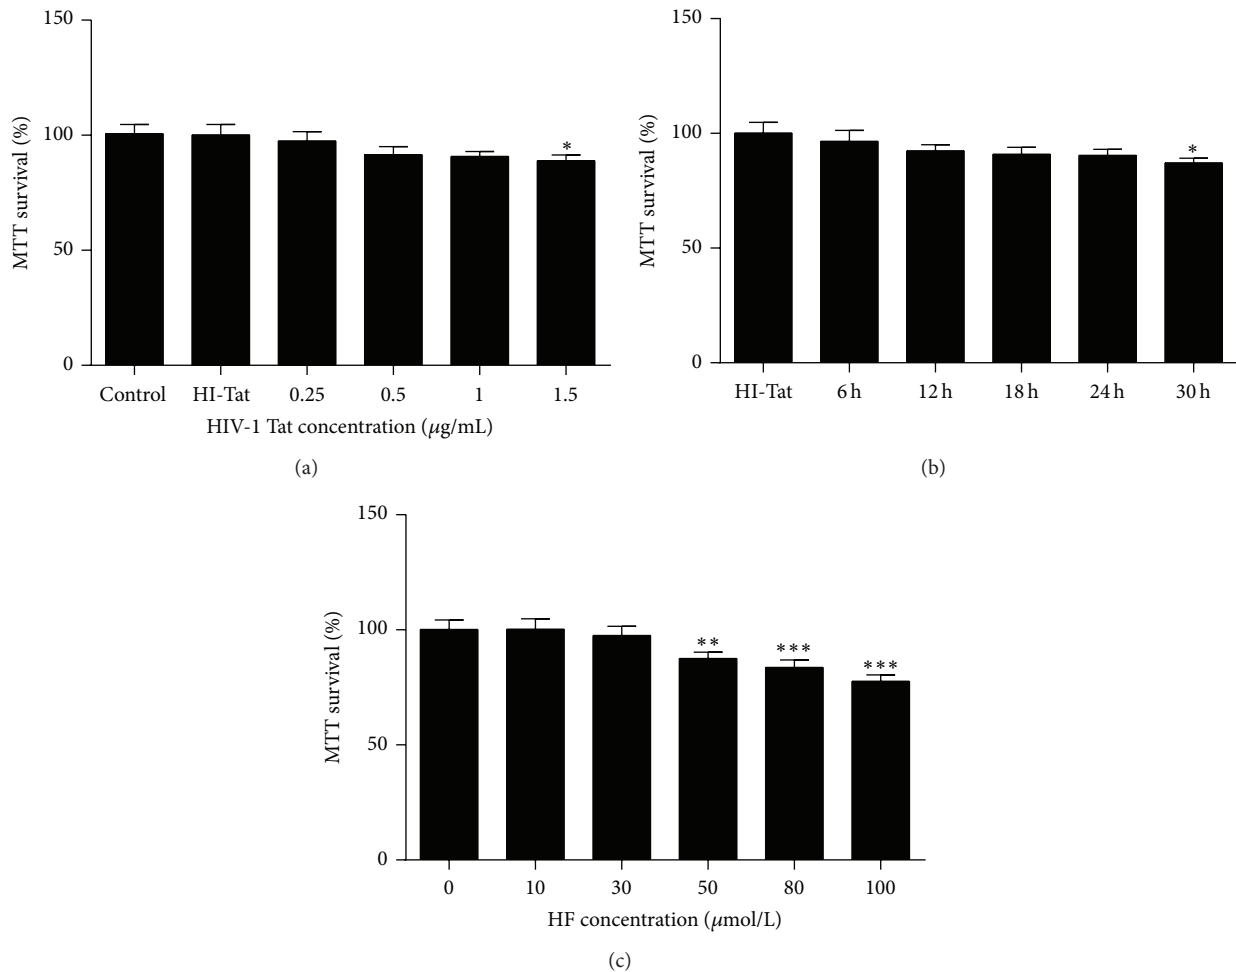 150
100
50
0
MTT survival (%)
*
Control HI-Tat 0.25 0.5 1 1.5
HIV-1 Tat concentration (μg/mL)
(a)
150
100
50
0
MTT survival (%)
*
HI-Tat 6 h 12 h 18 h 24 h 30 h
(b)
150
100
50
0
MTT survival (%)
** *** ***
0 10 30 50 80 100
HF concentration (μmol/L)
(c)